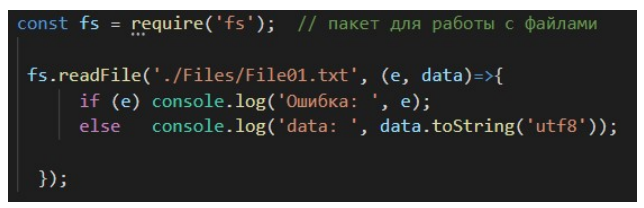 const fs = require('fs');  // пакет для работы с файлами
fs.readFile('./Files/File01.txt', (e, data)=>{
if (e) console.log('Ошибка: ', e);
else   console.log('data: ', data.toString('utf8'));
});